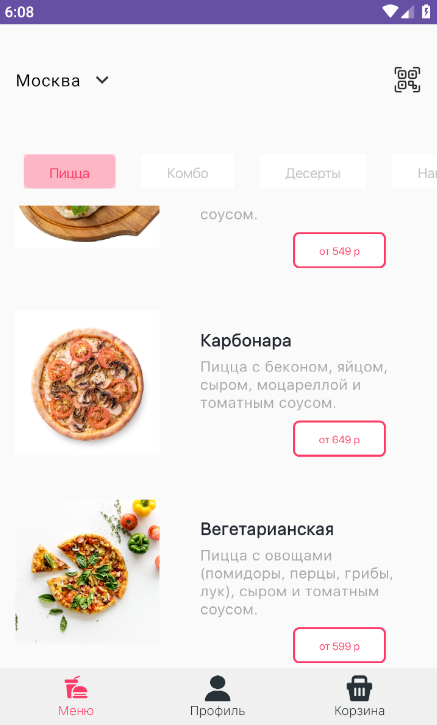 6:08
Москва
Пицца
Комбо
Десерты
соусом.
от 549 р
Карбонара
Пицца с беконом, яйцом,
сыром, моцареллой и
томатным соусом.
от 649 р
Вегетарианская
Пицца с овощами
(помидоры, перцы, грибы,
лук), сыром и томатным
соусом.
от 599 р
Меню
Профиль
Корзина